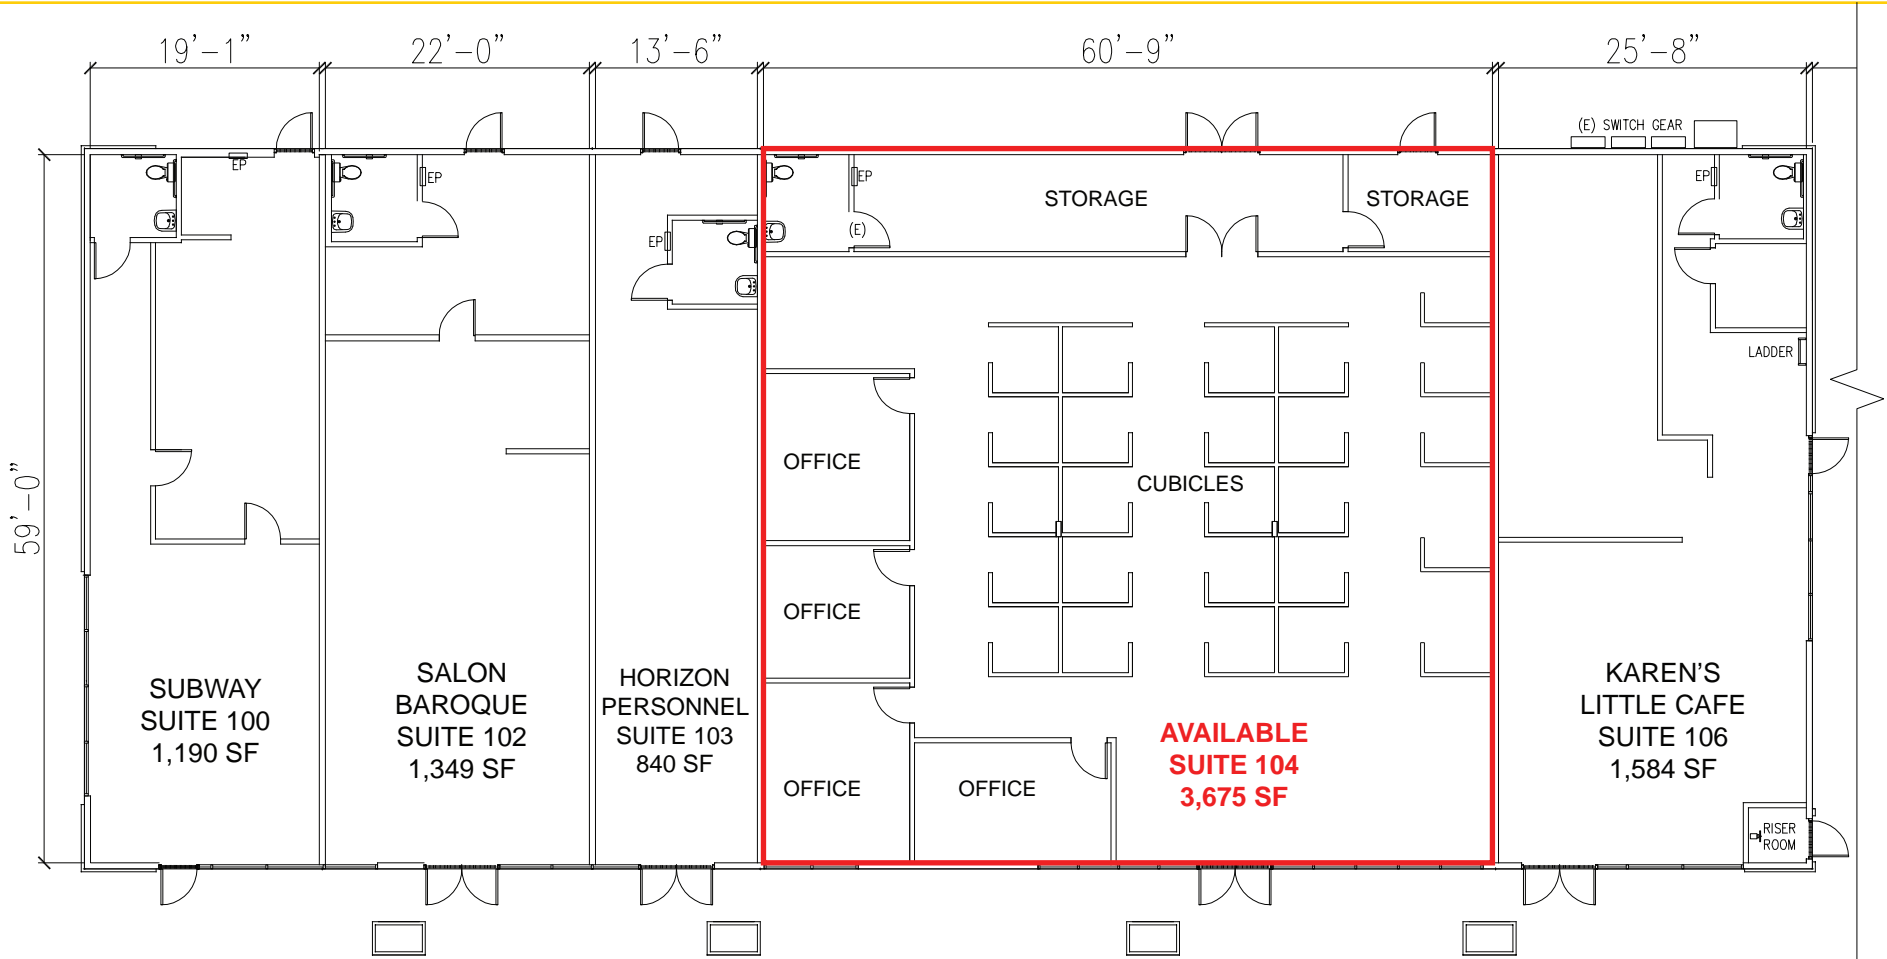 19'-1"
22'-0"
13'-6"
60'-9"
25'-8"
(E) SWITCH GEAR
EP
EP
EP
EP
STORAGE
STORAGE
(E)
EP
LADDER
59'-0"
OFFICE
CUBICLES
OFFICE
SUBWAY
SUITE 100
1,190 SF
SALON
BAROQUE
SUITE 102
1,349 SF
HORIZON
PERSONNEL
SUITE 103
840 SF
OFFICE
OFFICE
AVAILABLE
SUITE 104
3,675 SF
KAREN'S
LITTLE CAFE
SUITE 106
1,584 SF
RISER
ROOM